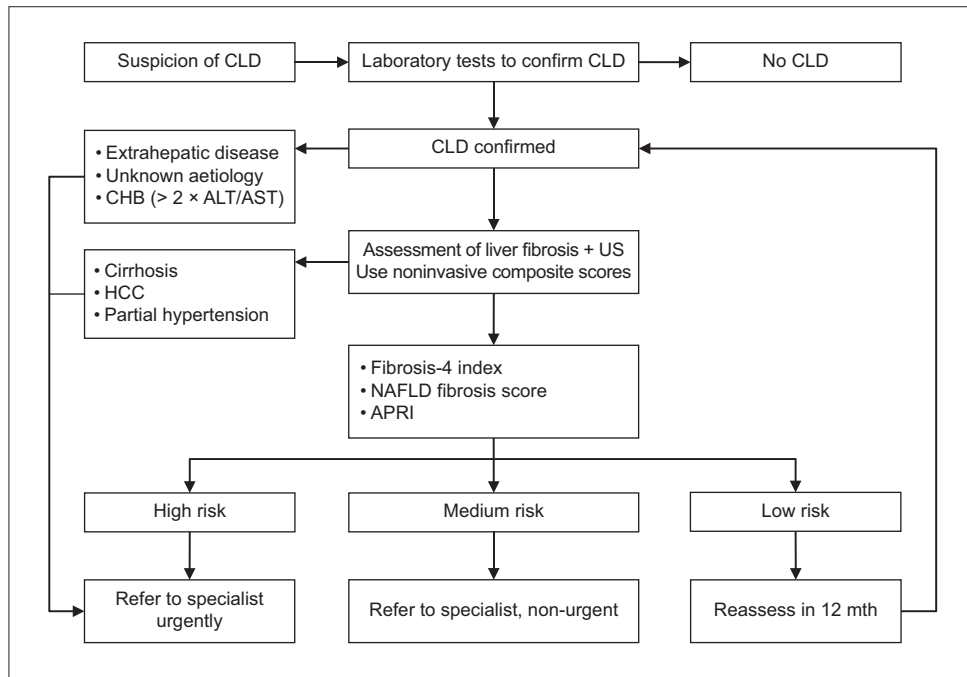 Suspicion of CLD
Laboratory tests to confirm CLD
No CLD
• Extrahepatic disease
• Unknown aetiology
• CHB (> 2 × ALT/AST)
CLD confirmed
• Cirrhosis
• HCC
• Partial hypertension
Assessment of liver fibrosis + US
Use noninvasive composite scores
• Fibrosis-4 index
• NAFLD fibrosis score
• APRI
High risk
Medium risk
Low risk
Refer to specialist
urgently
Refer to specialist, non-urgent
Reassess in 12 mth